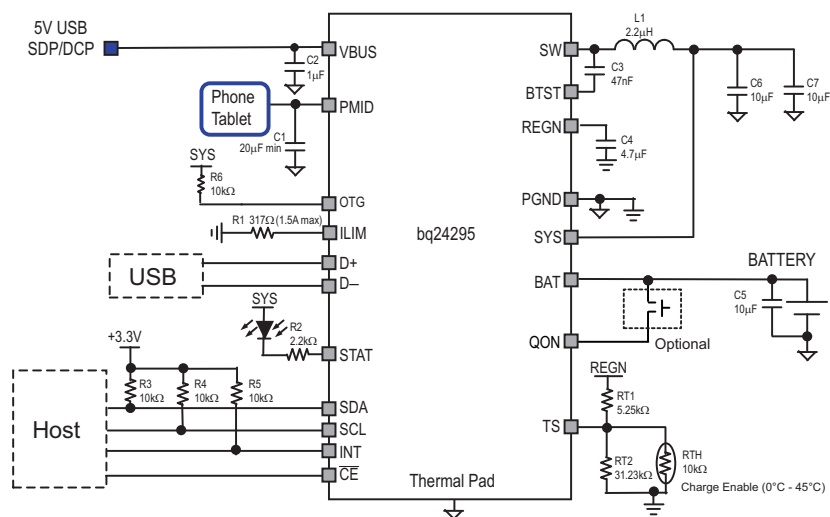 5V USB
SDP/DCP
VBUS
C2
1μF
Phone
Tablet
PMID
C1
20μF min
SYS
R6
10kΩ
OTG
R1 317Ω (1.5A max)
ILIM
USB
D+
D–
SYS
R2
2.2kΩ
STAT
+3.3V
R3
10kΩ
R4
10kΩ
R5
10kΩ
Host
SDA
SCL
INT
CE
bq24295
Thermal Pad
SW
L1
2.2μH
C3
47nF
BTST
C6
10μF
C7
10μF
REGN
C4
4.7μF
PGND
SYS
BAT
BATTERY
C5
10μF
QON
Optional
REGN
RT1
5.25kΩ
TS
RT2
31.23kΩ
RTH
10kΩ
Charge Enable (0°C - 45°C)